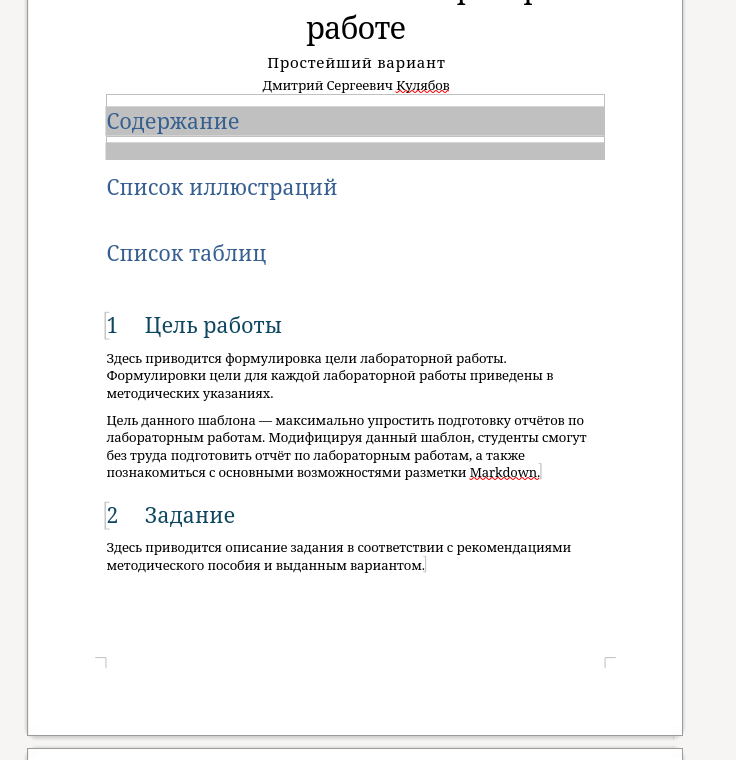 работе
Простейший вариант
Дмитрий Сергеевич Кулябов
Содержание
Список иллюстраций
Список таблиц
1 Цель работы
Здесь приводится формулировка цели лабораторной работы.
Формулировки цели для каждой лабораторной работы приведены в
методических указаниях.
Цель данного шаблона — максимально упростить подготовку отчётов по
лабораторным работам. Модифицируя данный шаблон, студенты смогут
без труда подготовить отчёт по лабораторным работам, а также
познакомиться с основными возможностями разметки Markdown.
2 Задание
Здесь приводится описание задания в соответствии с рекомендациями
методического пособия и выданным вариантом.